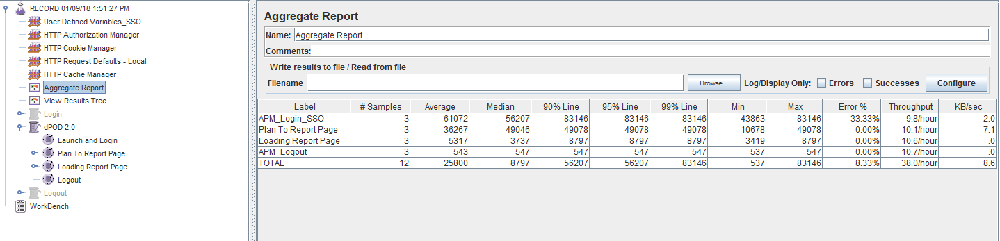 RECORD 01/09/18 1:51:27 PM
User Defined Variables_SSO
HTTP Authorization Manager
HTTP Cookie Manager
HTTP Request Defaults - Local
HTTP Cache Manager
Aggregate Report
View Results Tree
Login
dPOD 2.0
Launch and Login
Plan To Report Page
Loading Report Page
Logout
Logout
WorkBench
Aggregate Report
Name: Aggregate Report
Comments:
Write results to file / Read from file
Filename Browse... Log/Display Only: Errors Successes Configure
Label # Samples Average Median 90% Line 95% Line 99% Line Min Max Error % Throughput KB/sec
APM_Login_SSO 3 61072 56207 83146 83146 83146 43863 83146 33.33% 9.8/hour 2.0
Plan To Report Page 3 36267 49046 49078 49078 49078 10678 49078 0.00% 10.1/hour 7.1
Loading Report Page 3 5317 3737 8797 8797 8797 3419 8797 0.00% 10.6/hour .0
APM_Logout 3 543 547 547 547 547 537 547 0.00% 10.7/hour .0
TOTAL 12 25800 8797 56207 56207 83146 537 83146 8.33% 38.0/hour 8.6